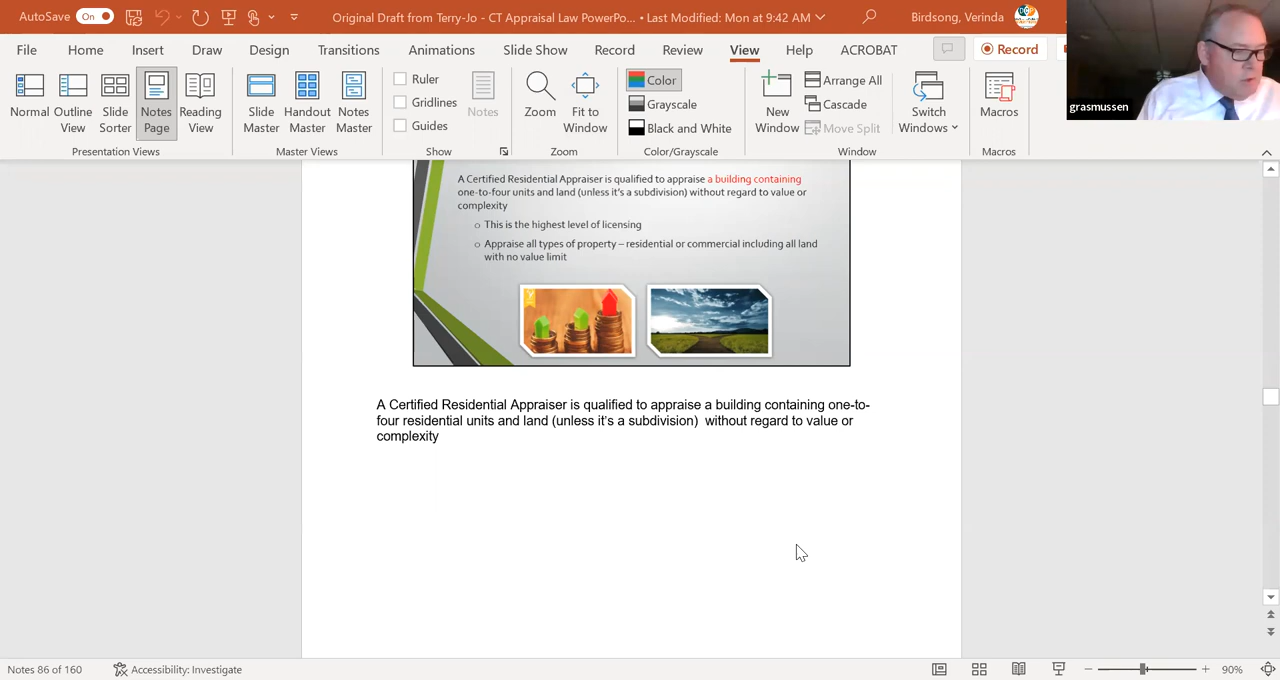 AutoSave On Original Draft from Terry-Jo - CT Appraisal Law PowerPo... • Last Modified: Mon at 9:42 AM Birdsong, Verinda
File Home Insert Draw Design Transitions Animations Slide Show Record Review View Help ACROBAT Record
grasmussen
Normal Outline View Slide Sorter Notes Page Reading View
Slide Master Handout Master Notes Master
Ruler
Gridlines
Guides
Notes
Zoom Fit to Window
Color
Grayscale
Black and White
New Window
Arrange All
Cascade
Move Split
Switch Windows
Macros
Presentation Views Master Views Show Zoom Color/Grayscale Window Macros
A Certified Residential Appraiser is qualified to appraise a building containing
one-to-four units and land (unless it's a subdivision) without regard to value or
complexity
o This is the highest level of licensing
o Appraise all types of property – residential or commercial including all land
with no value limit
A Certified Residential Appraiser is qualified to appraise a building containing one-to-
four residential units and land (unless it's a subdivision) without regard to value or
complexity
Notes 86 of 160 Accessibility: Investigate 90%